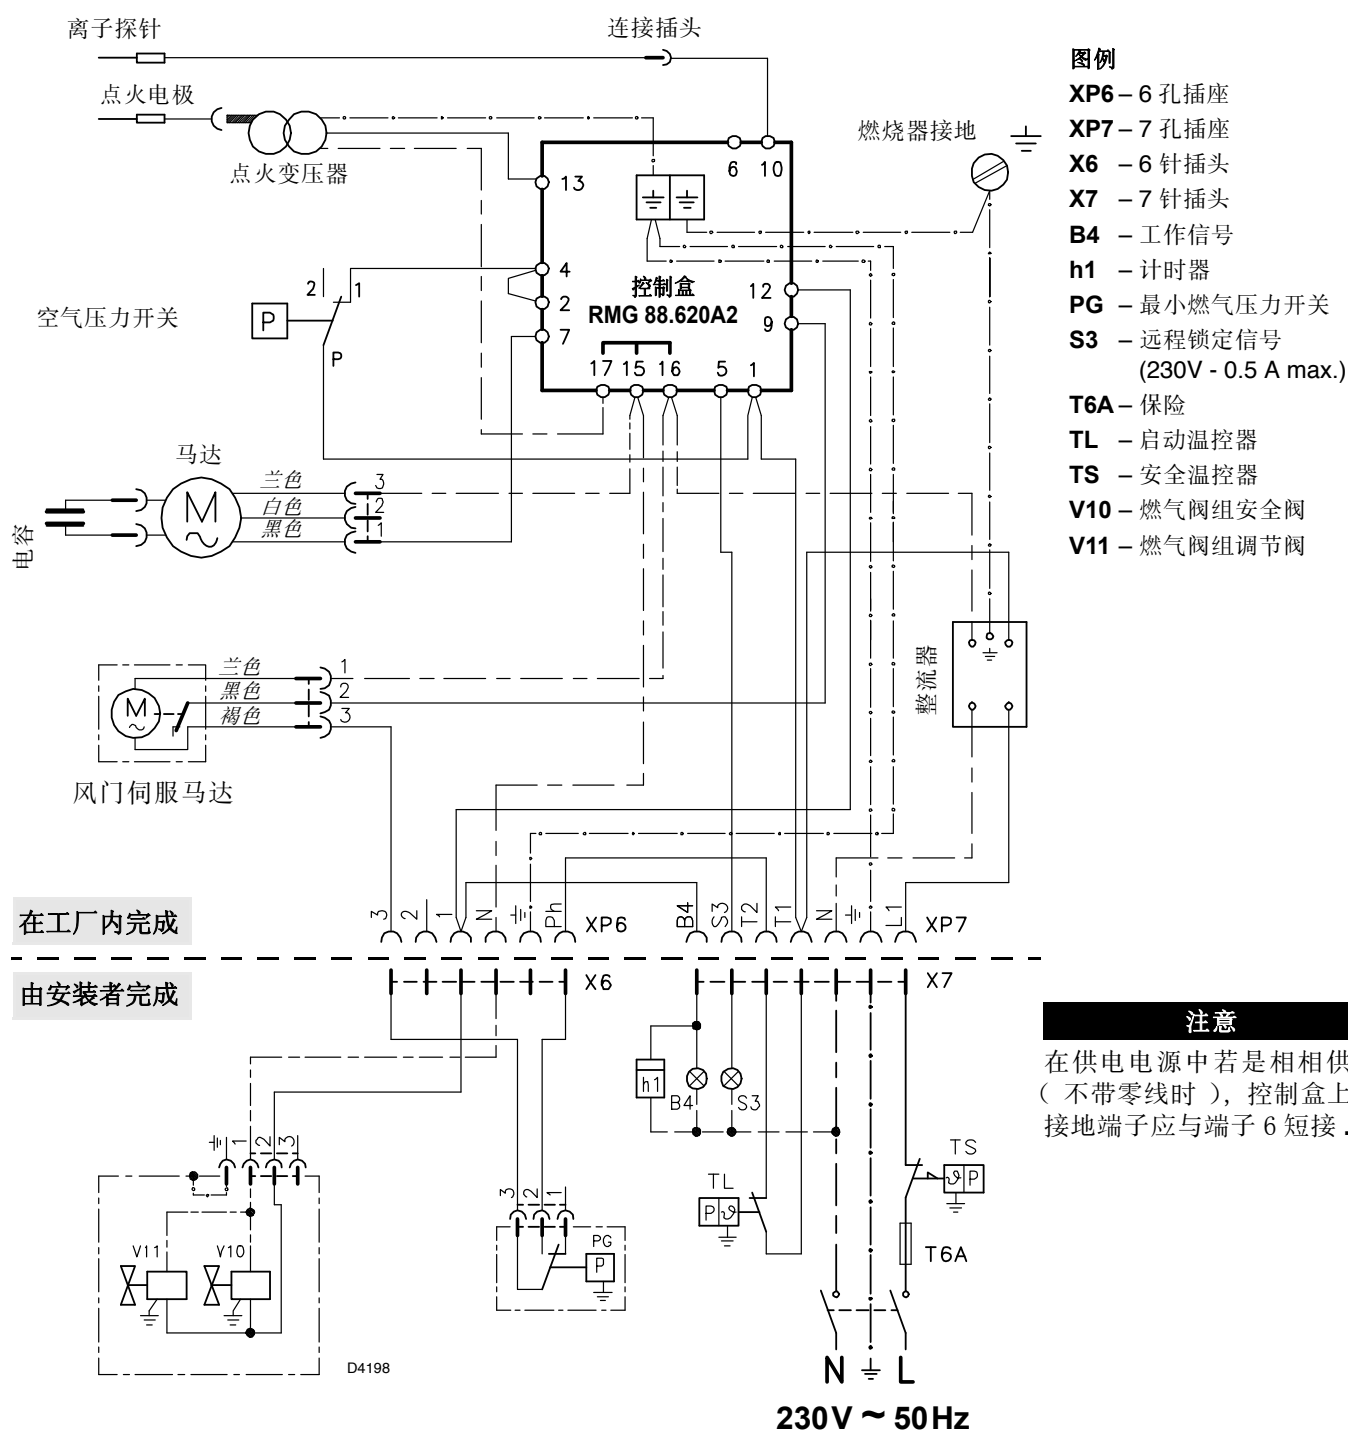 离子探针
连接插头
点火电极
点火变压器
燃烧器接地
6 10
13
4
2
7
12
9
控制盒
RMG 88.620A2
17 15 16 5 1
空气压力开关
P
2 1
P
马达
电容
M
兰色 3
白色 2
黑色 1
兰色 1
黑色 2
褐色 3
M
风门伺服马达
整流器
图例
XP6 – 6 孔插座
XP7 – 7 孔插座
X6 – 6 针插头
X7 – 7 针插头
B4 – 工作信号
h1 – 计时器
PG – 最小燃气压力开关
S3 – 远程锁定信号
(230V - 0.5 A max.)
T6A – 保险
TL – 启动温控器
TS – 安全温控器
V10 – 燃气阀组安全阀
V11 – 燃气阀组调节阀
在工厂内完成
3 2 1 N Ph XP6
B4 S3 T2 T1 N L1 XP7
由安装者完成
X6
X7
注意
在供电电源中若是相相供
( 不带零线时 ), 控制盒上
接地端子应与端子 6 短接 .
h1
B4 S3
1 2 3
V11 V10
D4198
3 2 1
PG
P
TL
P ϑ
TS
ϑ P
T6A
N L
230V ~ 50Hz